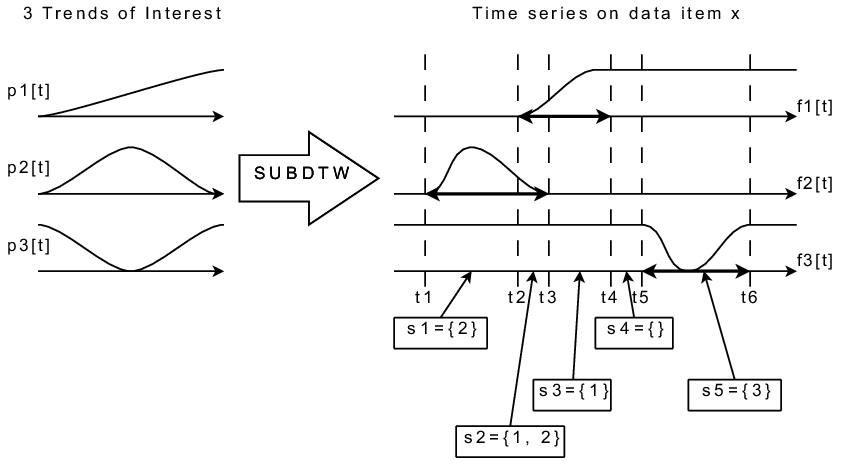 3 Trends of Interest
Time series on data item x
p1[t]
f1[t]
p2[t]
SUBDTW
f2[t]
p3[t]
f3[t]
t1 t2 t3 t4 t5 t6
s1={2}
s4={}
s3={1}
s5={3}
s2={1, 2}